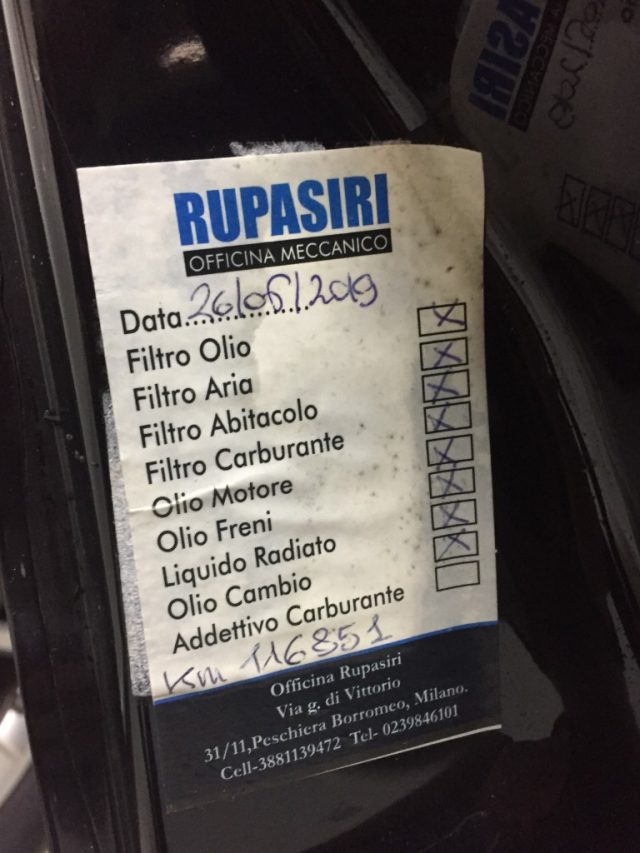 RUPASIRI
OFFICINA MECCANICO
Data................ 26/05/2019
Filtro Olio
Filtro Aria
Filtro Abitacolo
Filtro Carburante
Olio Motore
Olio Freni
Liquido Radiato
Olio Cambio
Addettivo Carburante
Km 116851
Officina Rupasiri
Via g. di Vittorio
31/11,Peschiera Borromeo, Milano.
Cell-3881139472 Tel- 0239846101